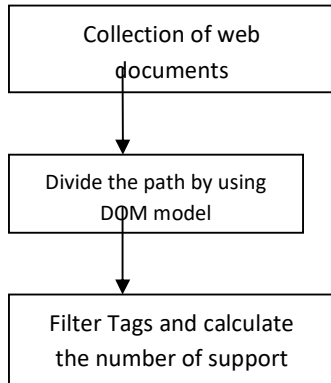 Collection of web
documents
Divide the path by using
DOM model
Filter Tags and calculate
the number of support